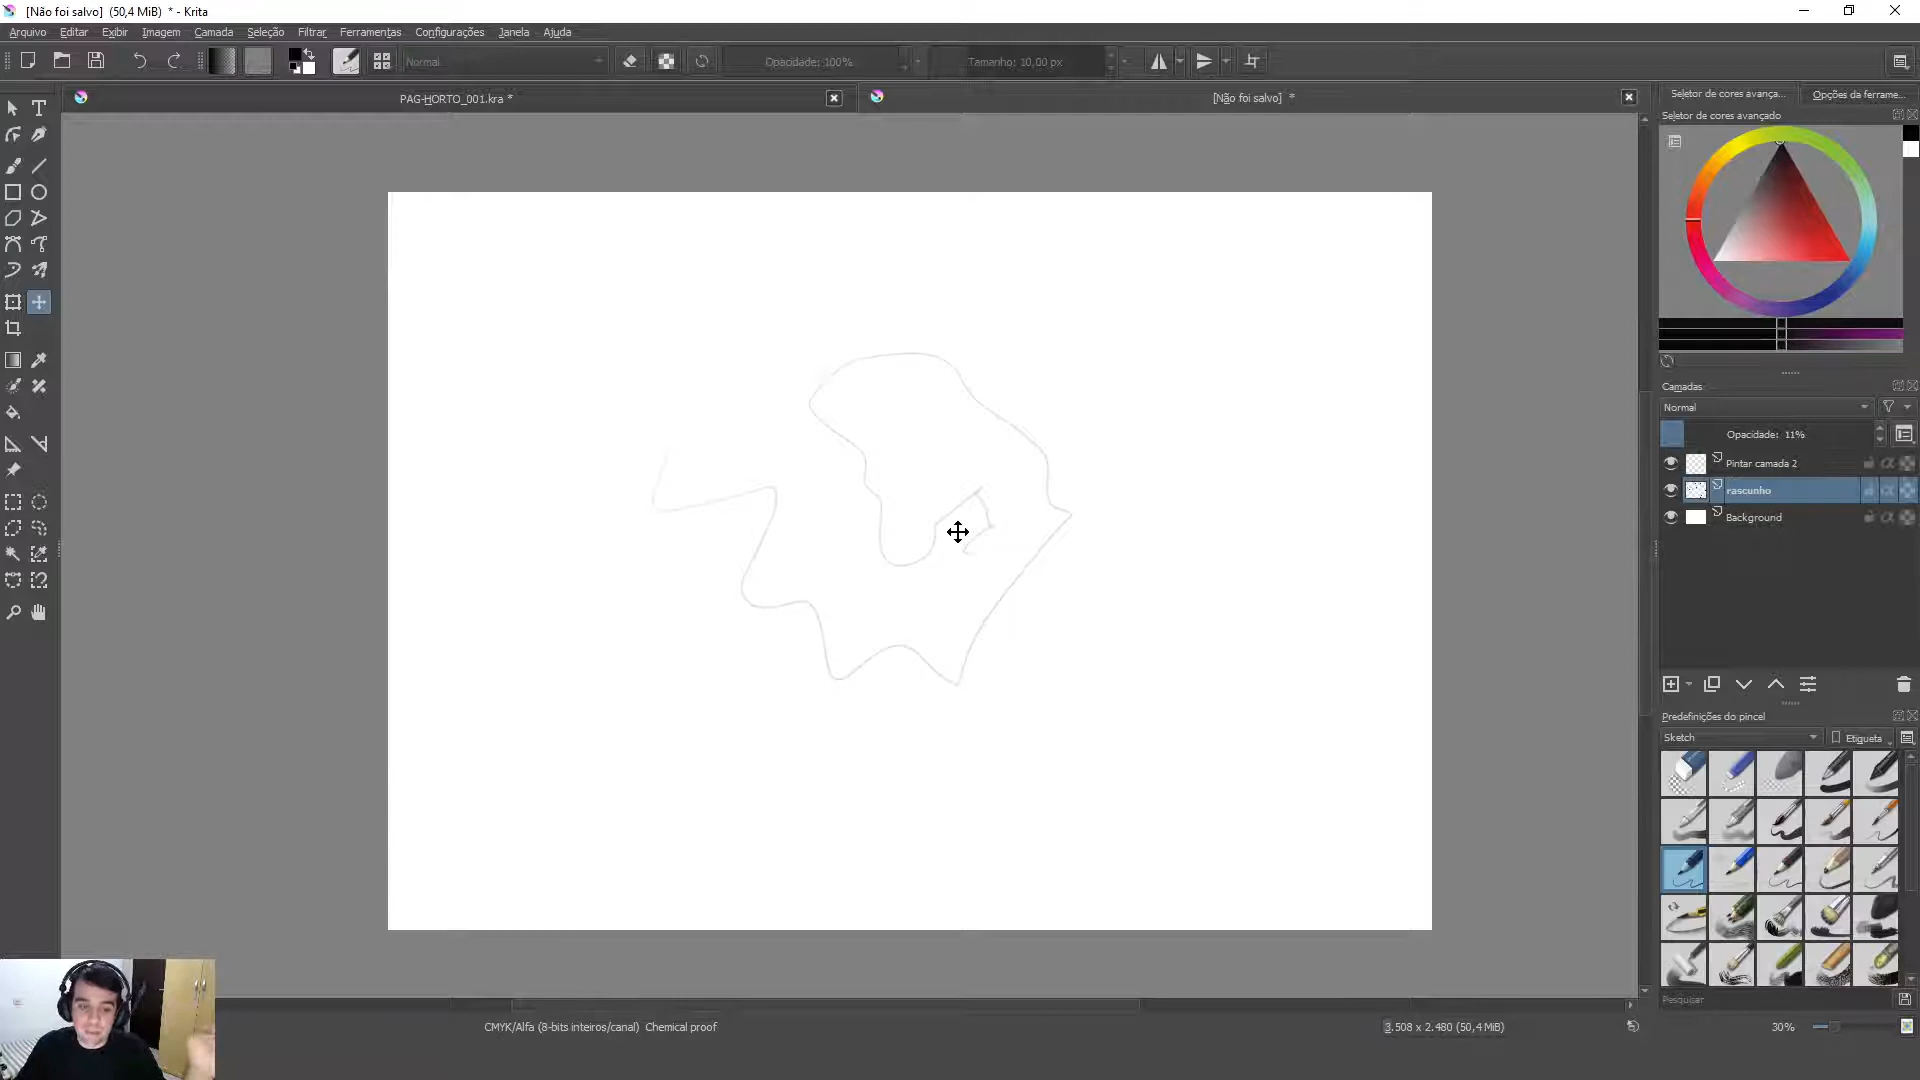 [Não foi salvo]  (50,4 MiB)  * - Krita
Arquivo Editar Exibir Imagem Camada Seleção Filtrar Ferramentas Configurações Janela Ajuda
Normal
Opacidade: 100%
Tamanho: 10,00 px
PAG-HORTO_001.kra *
[Não foi salvo]  *
Seletor de cores avança...
Opções da ferrame...
Seletor de cores avançado
Camadas
Normal
Opacidade:  11%
Pintar camada 2
rascunho
Background
Predefinições do pincel
Sketch
Etiqueta
Pesquisar
CMYK/Alfa (8-bits inteiros/canal)  Chemical proof
3.508 x 2.480 (50,4 MiB)
30%